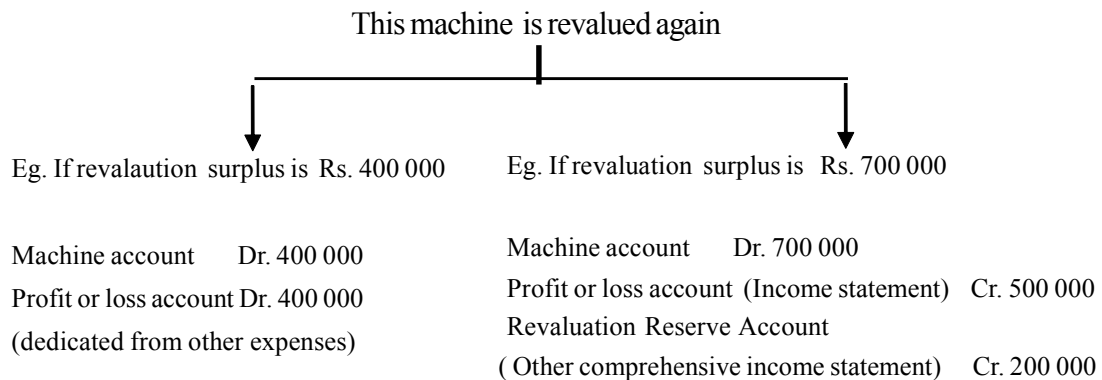 This machine is revalued again
Eg. If revalaution surplus is Rs. 400 000
Machine account Dr. 400 000
Profit or loss account Dr. 400 000
(dedicated from other expenses)
Eg. If revaluation surplus is Rs. 700 000
Machine account Dr. 700 000
Profit or loss account (Income statement) Cr. 500 000
Revaluation Reserve Account
( Other comprehensive income statement) Cr. 200 000